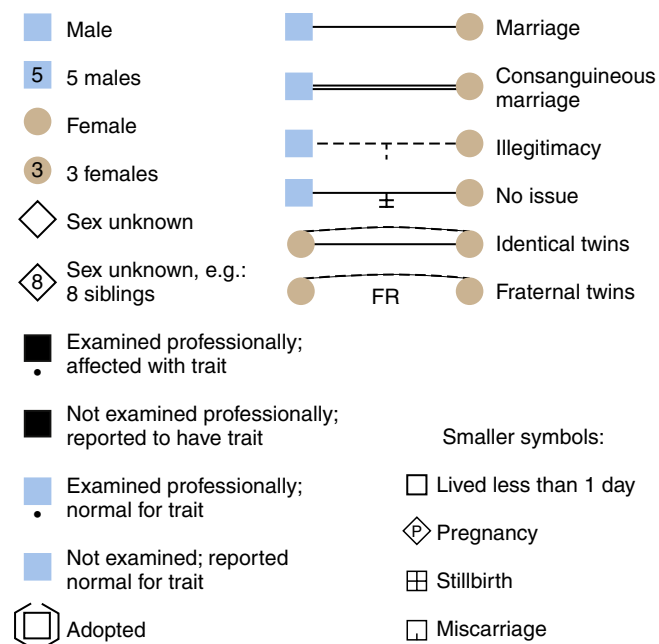 Male
5
5 males
Female
3
3 females
Sex unknown
8
Sex unknown, e.g.:
8 siblings
Examined professionally;
affected with trait
Not examined professionally;
reported to have trait
Examined professionally;
normal for trait
Not examined; reported
normal for trait
Adopted
Marriage
Consanguineous
marriage
Illegitimacy
No issue
Identical twins
FR
Fraternal twins
Smaller symbols:
Lived less than 1 day
P
Pregnancy
Stillbirth
Miscarriage